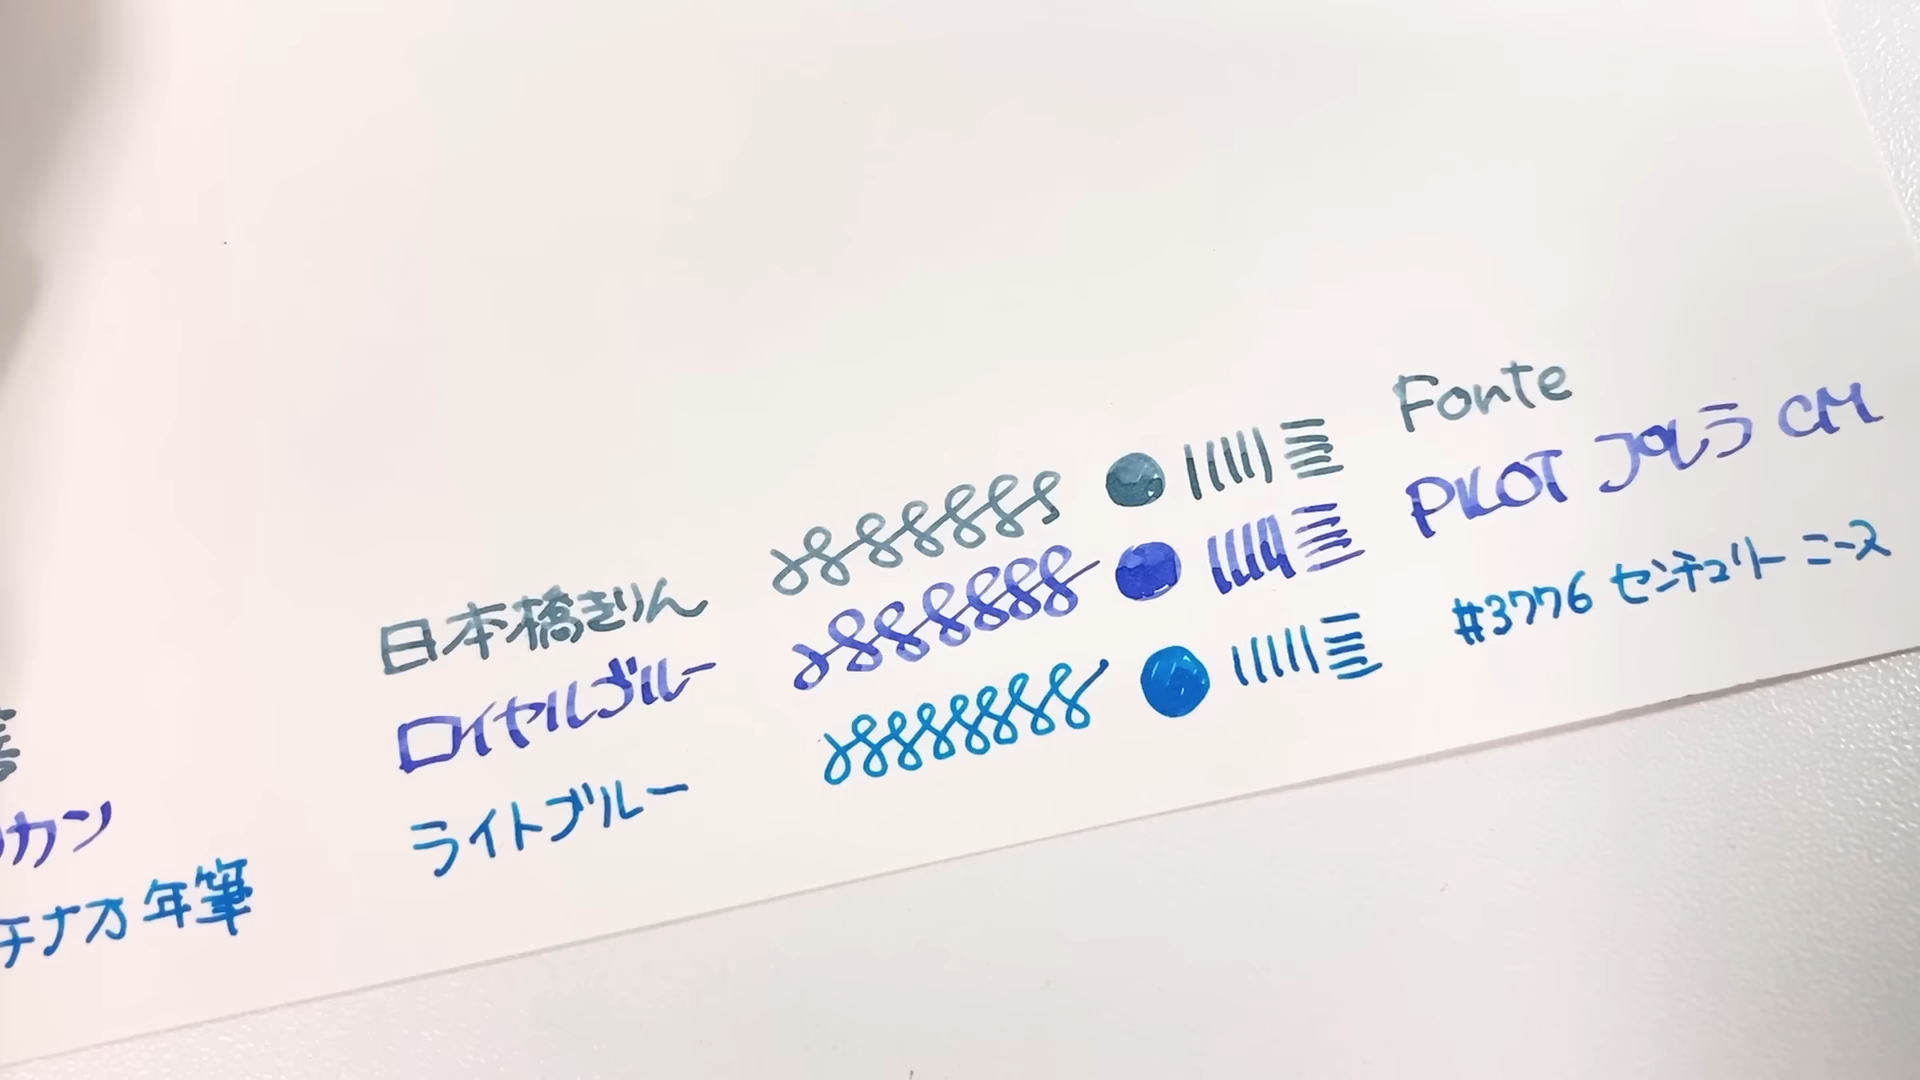 日本橋きりん Fonte
カン ロイヤルブルー PILOT プレラ CM
チナ万年筆 ライトブルー #3776 センチュリー ニース